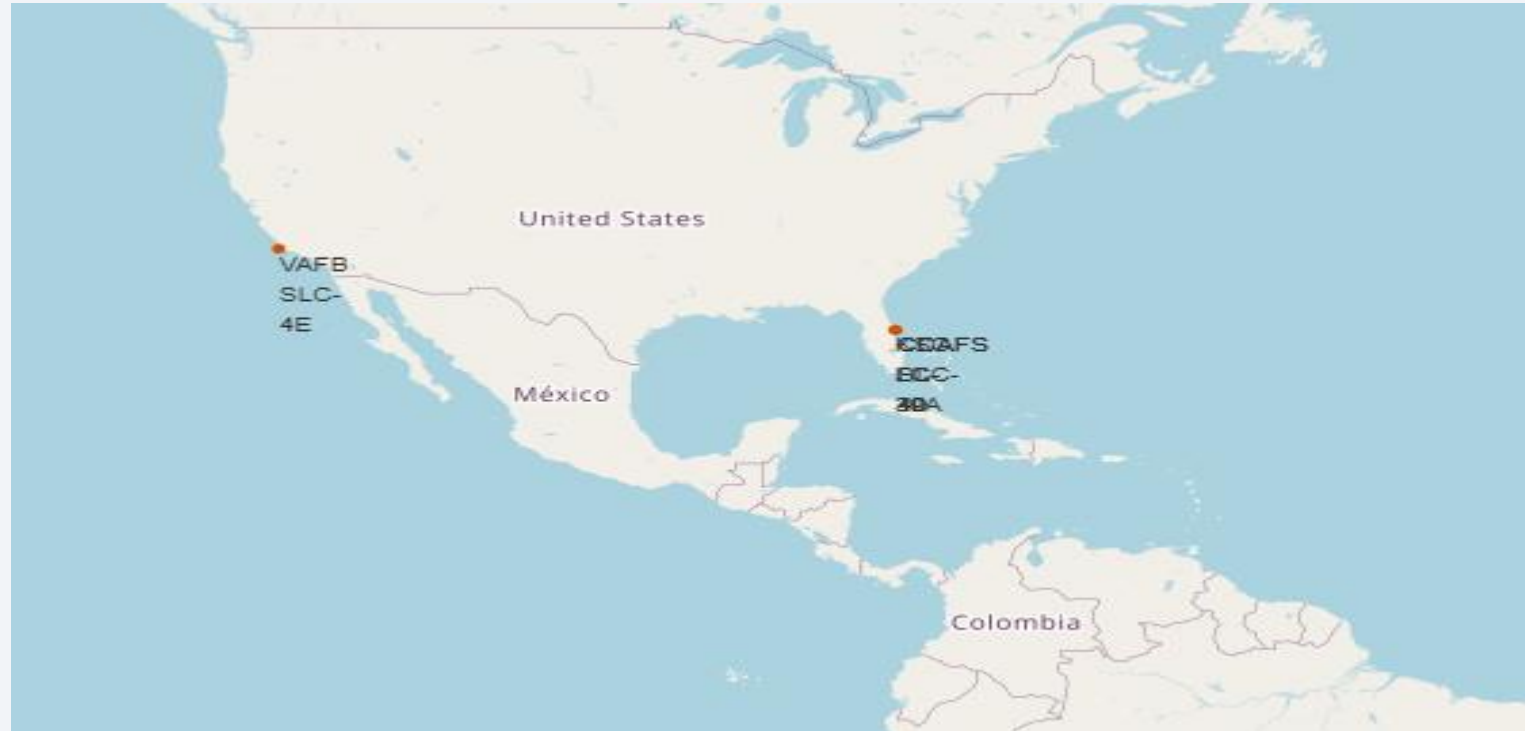 United States
VAFB
SLC-
4E
México
Colombia